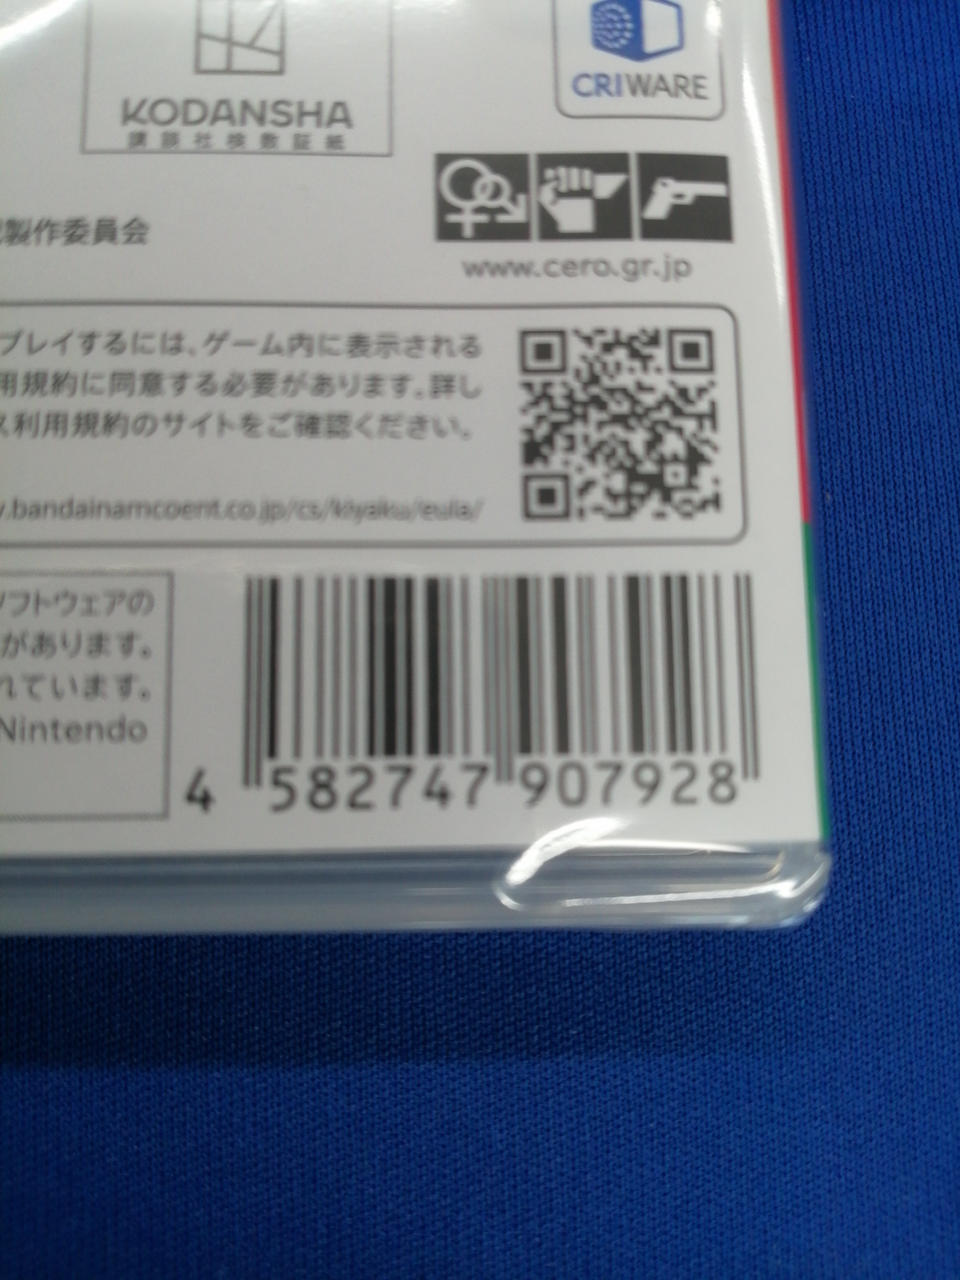 CRIWARE
KODANSHA
講談社検数証紙
製作委員会
www.cero.gr.jp
プレイするには、ゲーム内に表示される
用規約に同意する必要があります。詳し
ス利用規約のサイトをご確認ください。
.bandainamcoent.co.jp/cs/kiyaku/eula/
ソフトウェアの
があります。
れています。
Nintendo
4 582747 907928